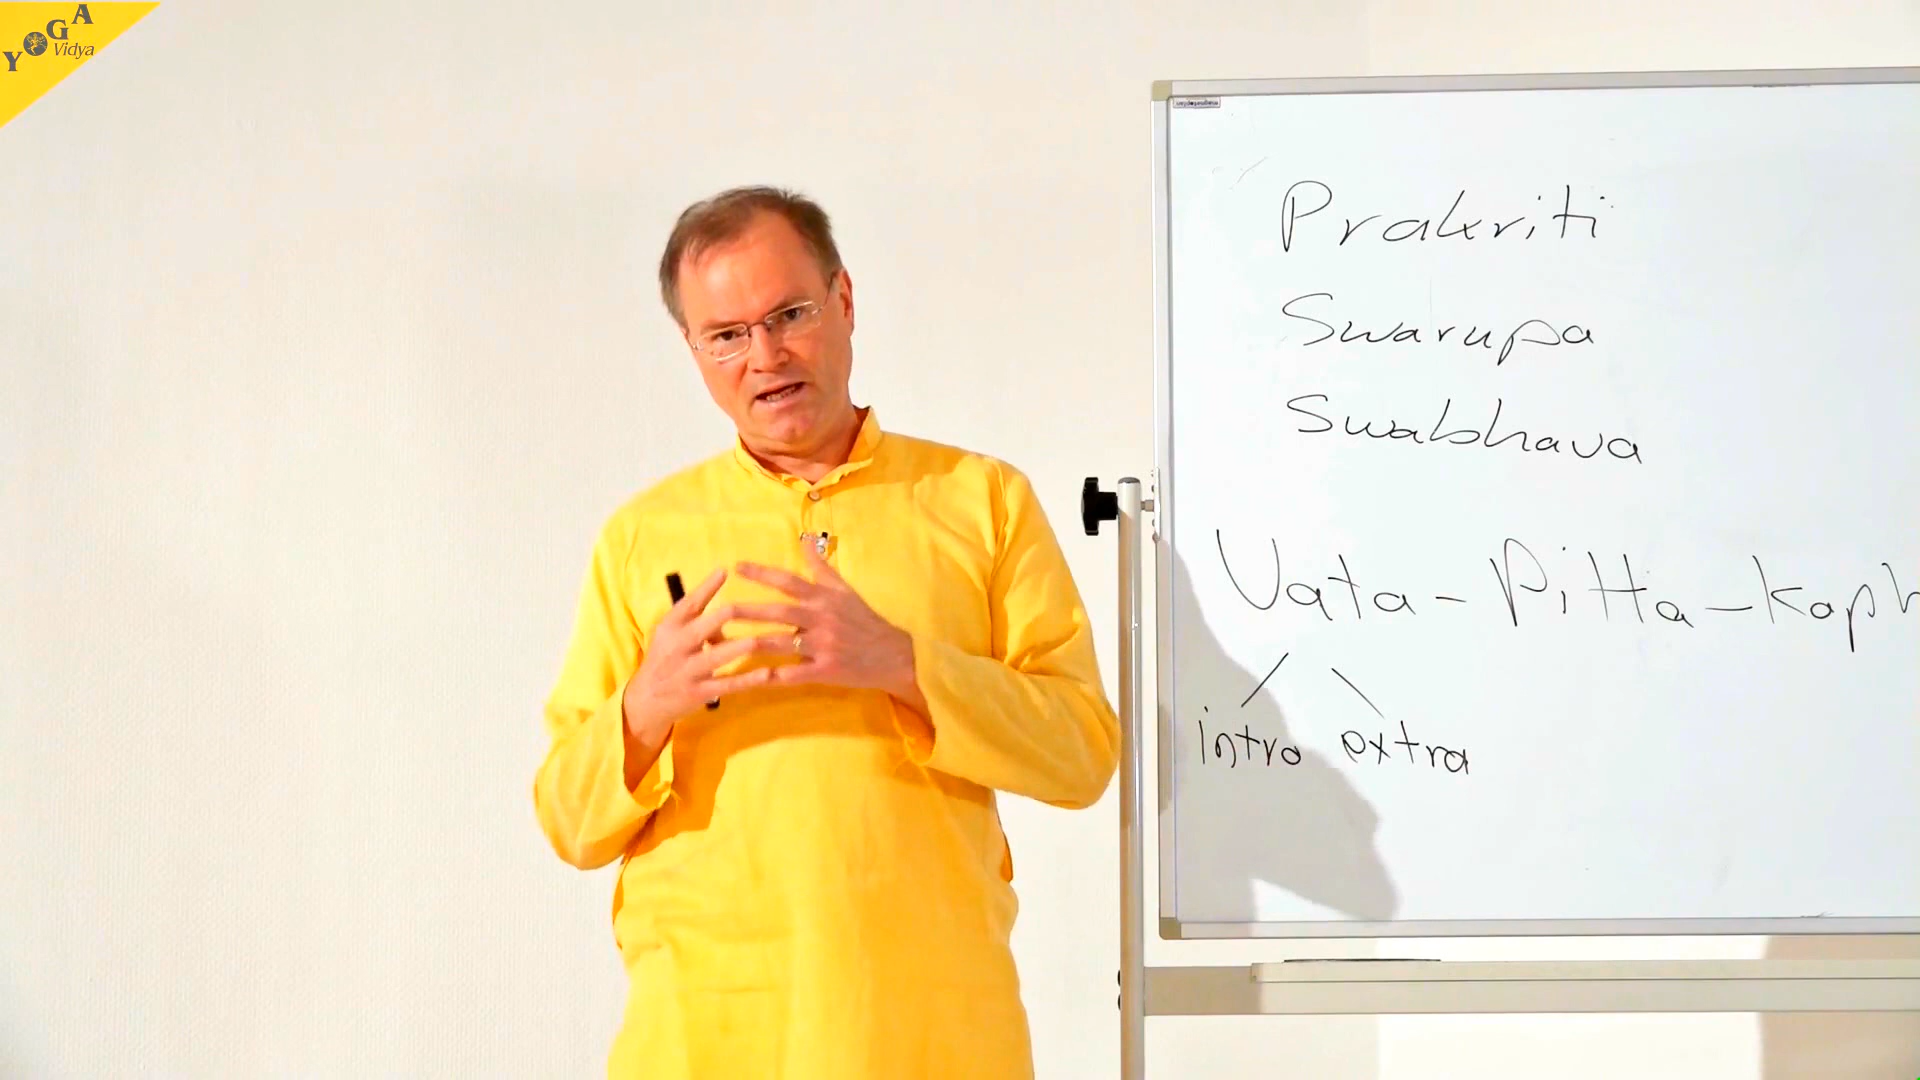 YOGA
Vidya
Prakriti
Swarupa
Swabhava
Vata - Pitta - Kaph
intro extra